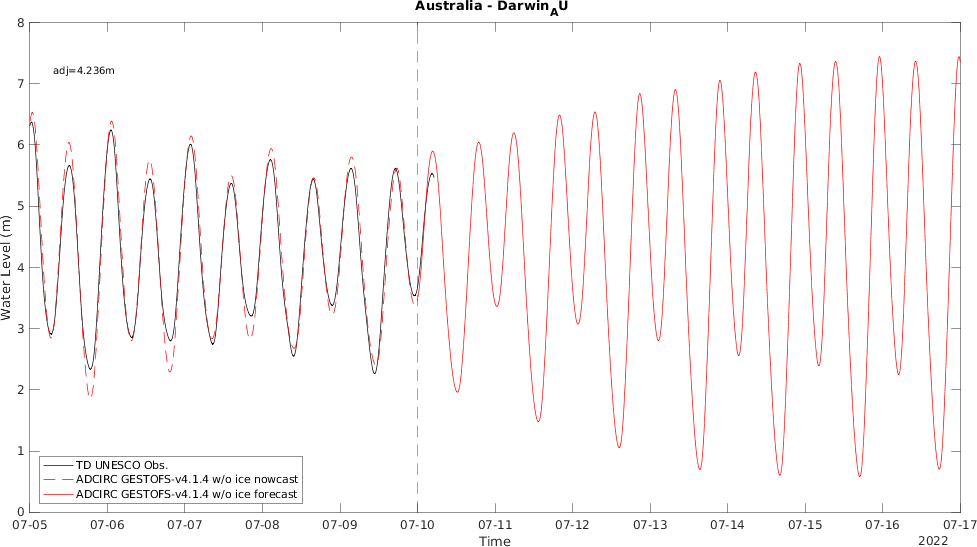 Australia - Darwin_AU
8
7
6
5
4
3
2
1
0
adj=4.236m
Water Level (m)
TD UNESCO Obs.
ADCIRC GESTOFS-v4.1.4 w/o ice nowcast
ADCIRC GESTOFS-v4.1.4 w/o ice forecast
07-05 07-06 07-07 07-08 07-09 07-10 07-11 07-12 07-13 07-14 07-15 07-16 07-17
Time
2022